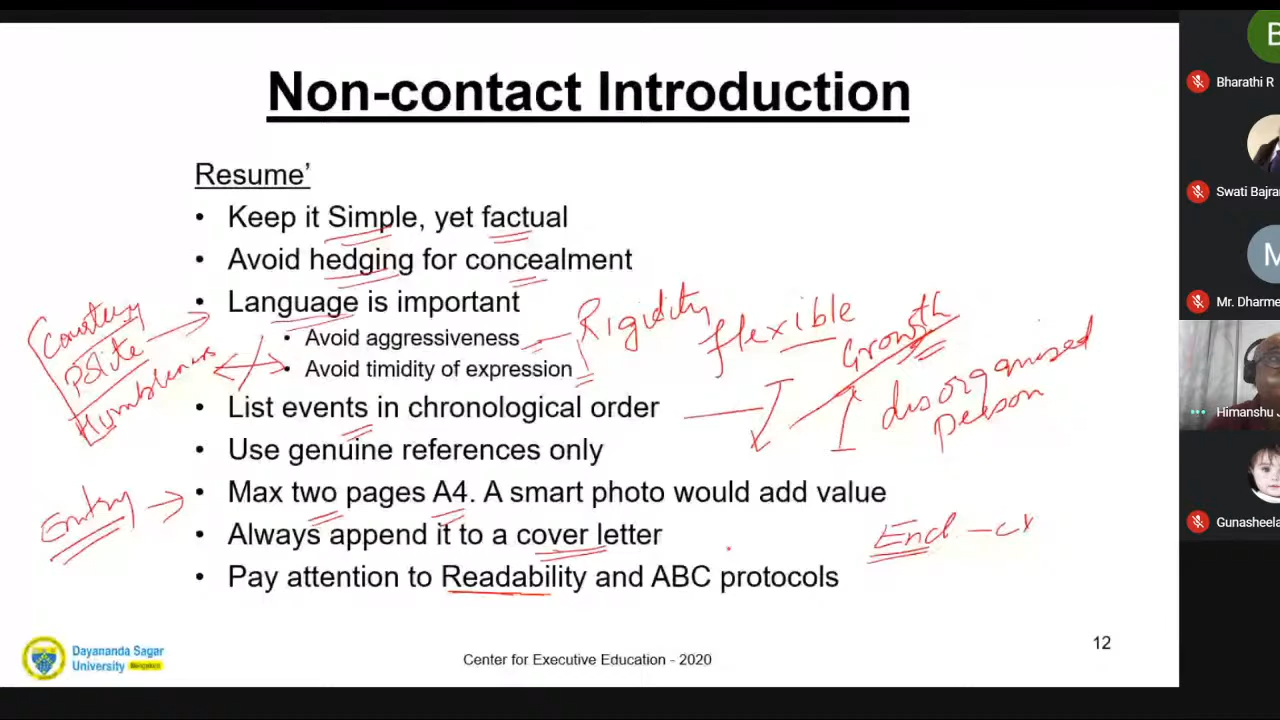 Non-contact Introduction
Resume'
• Keep it Simple, yet factual
• Avoid hedging for concealment
• Language is important
• Avoid aggressiveness
• Avoid timidity of expression
• List events in chronological order
• Use genuine references only
• Max two pages A4. A smart photo would add value
• Always append it to a cover letter
• Pay attention to Readability and ABC protocols
Courtesy
Polite
Humbleness
Rigidity
flexible
Growth
disorganised
person
Entry
End
Dayananda Sagar
University Bengaluru
Center for Executive Education - 2020
12
Bharathi R
Swati Bajra
Mr. Dharme
Himanshu J
Gunasheela
B
M